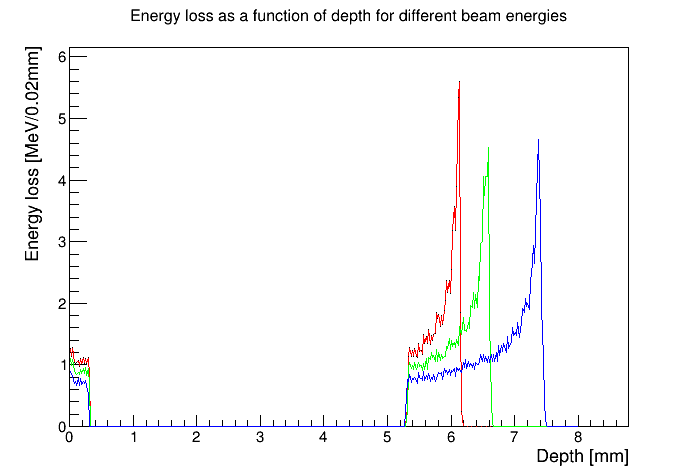 Energy loss as a function of depth for different beam energies
Energy loss [MeV/0.02mm]
6
5
4
3
2
1
0
0 1 2 3 4 5 6 7 8
Depth [mm]